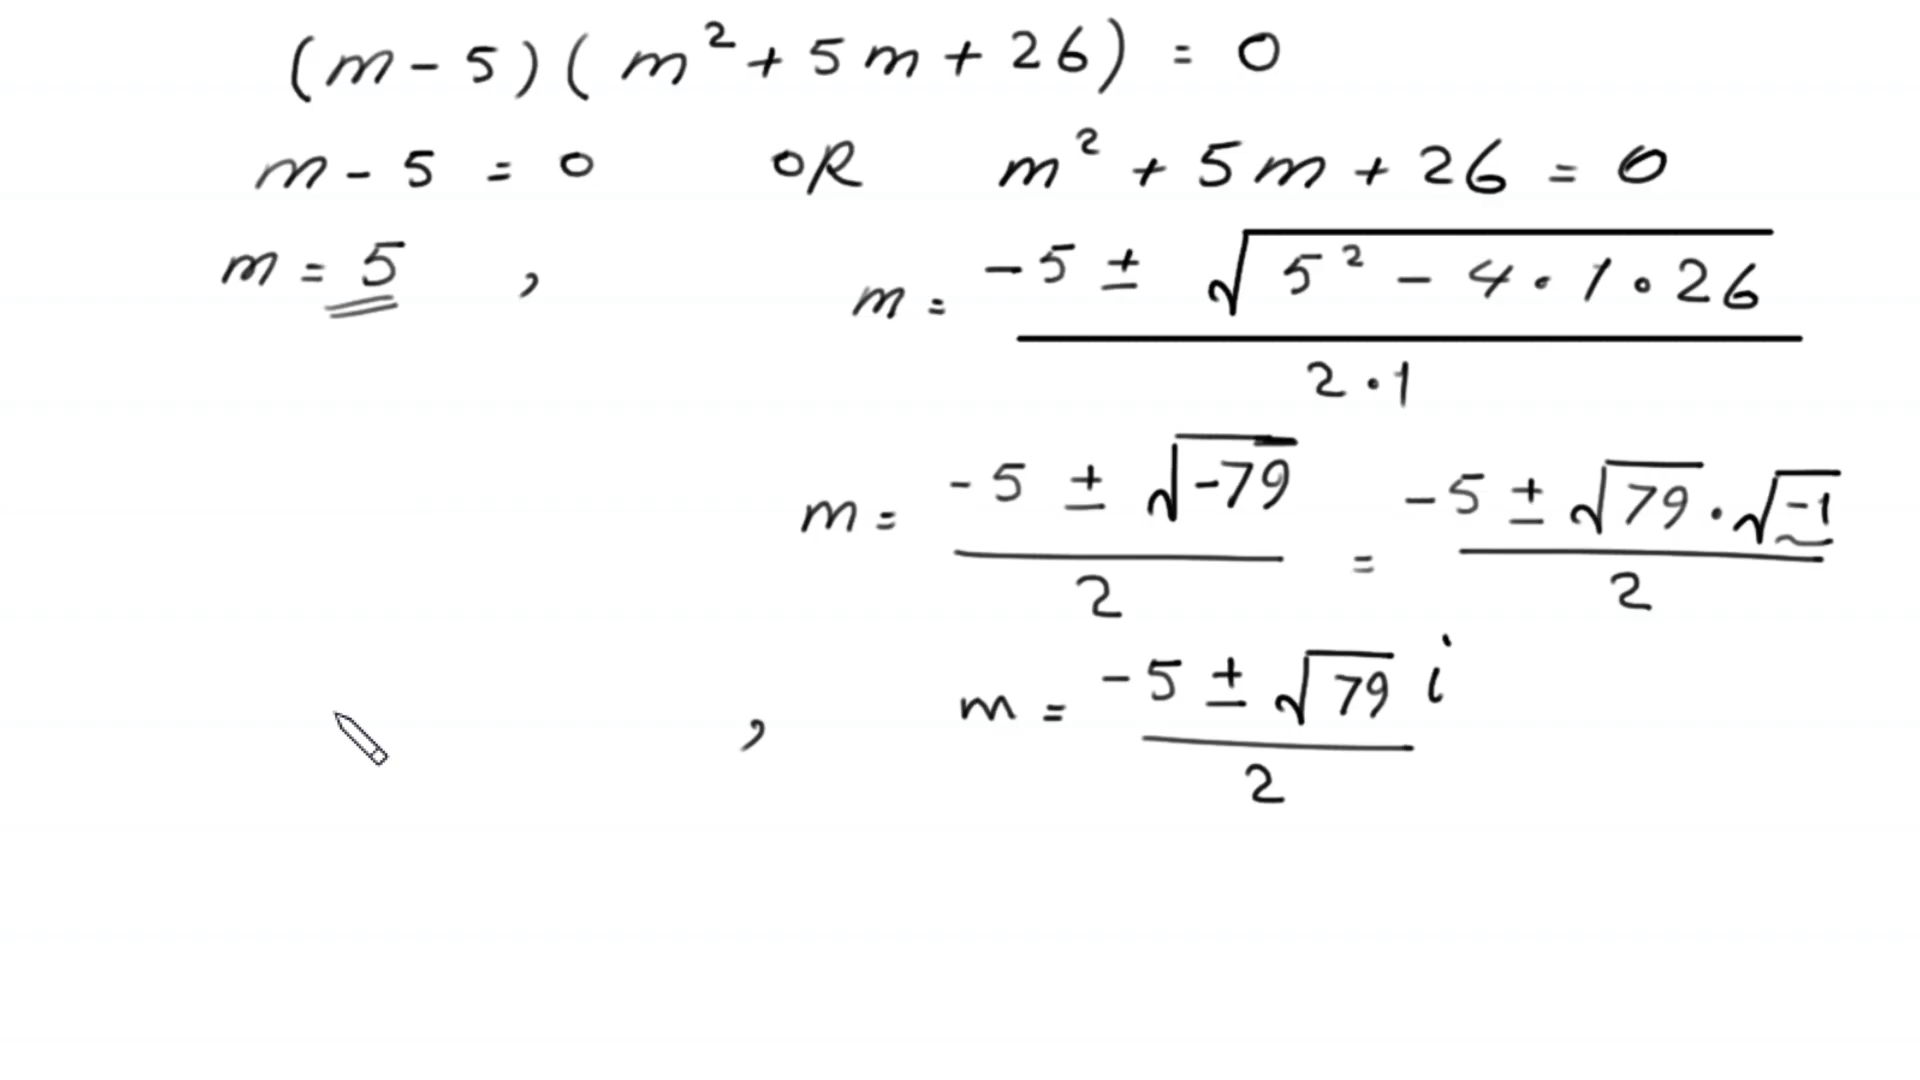 (m - 5)(m² + 5m + 26) = 0
m - 5 = 0 OR m² + 5m + 26 = 0
m = 5 , m = (-5 ± √(5² - 4·1·26)) / (2·1)
m = (-5 ± √(-79)) / 2 = (-5 ± √79 · √(-1)) / 2
, m = (-5 ± √79 i) / 2